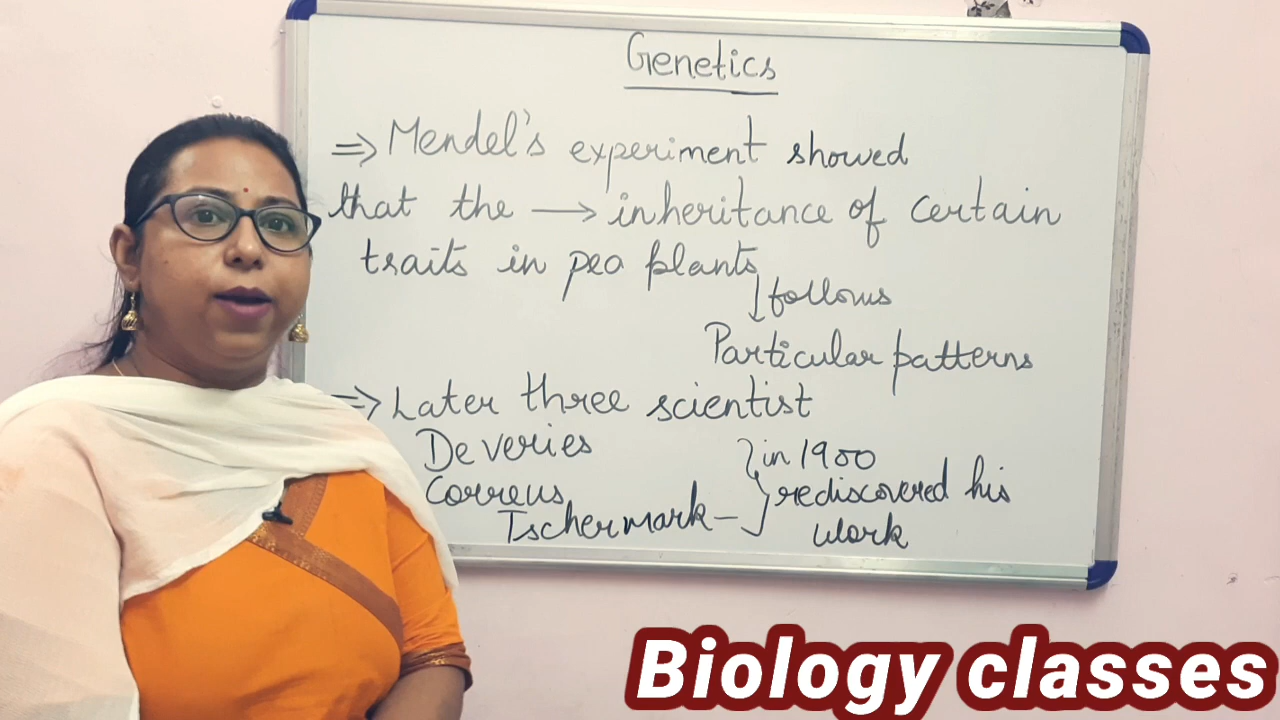 Genetics
⇒ Mendel's experiment showed
that the → inheritance of certain
traits in pea plants
↓ follows
Particular patterns
⇒ Later three scientist
De veries
Correus
Tschermark – } in 1900
rediscovered his
work
Biology classes